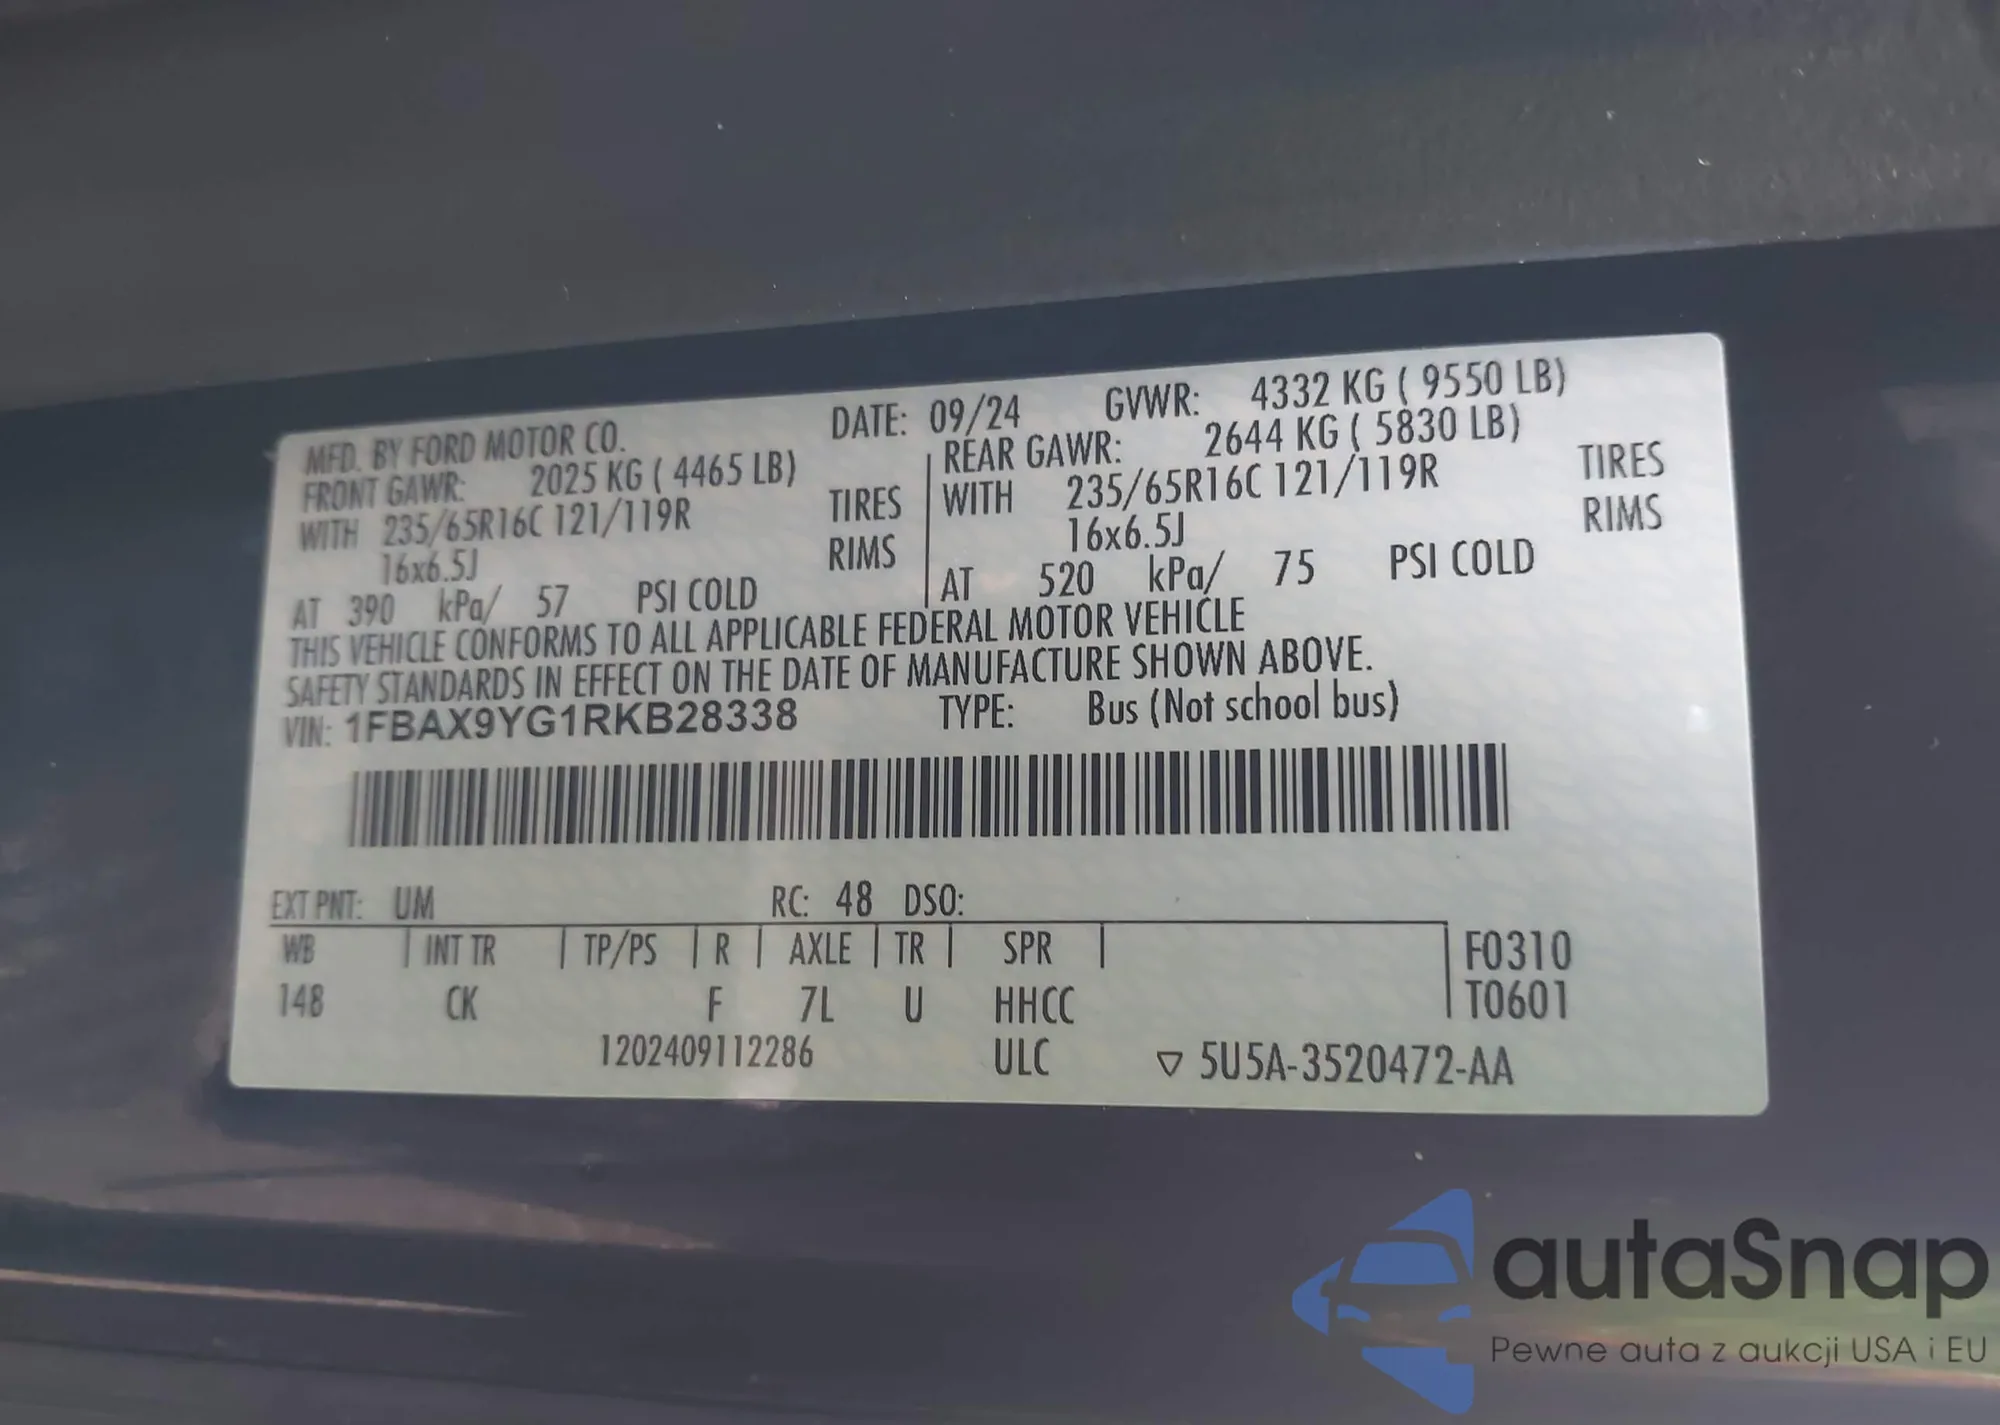 MFD. BY FORD MOTOR CO. DATE: 09/24 GVWR: 4332 KG ( 9550 LB)
FRONT GAWR: 2025 KG ( 4465 LB) REAR GAWR: 2644 KG ( 5830 LB)
WITH 235/65R16C 121/119R TIRES WITH 235/65R16C 121/119R TIRES
16x6.5J RIMS 16x6.5J RIMS
AT 390 kPa/ 57 PSI COLD AT 520 kPa/ 75 PSI COLD
THIS VEHICLE CONFORMS TO ALL APPLICABLE FEDERAL MOTOR VEHICLE
SAFETY STANDARDS IN EFFECT ON THE DATE OF MANUFACTURE SHOWN ABOVE.
VIN: 1FBAX9YG1RKB28338 TYPE: Bus (Not school bus)
EXT PNT: UM RC: 48 DSO:
WB INT TR TP/PS R AXLE TR SPR F0310
148 CK F 7L U HHCC T0601
1202409112286 ULC ▽ 5U5A-3520472-AA
autaSnap
Pewne auta z aukcji USA i EU